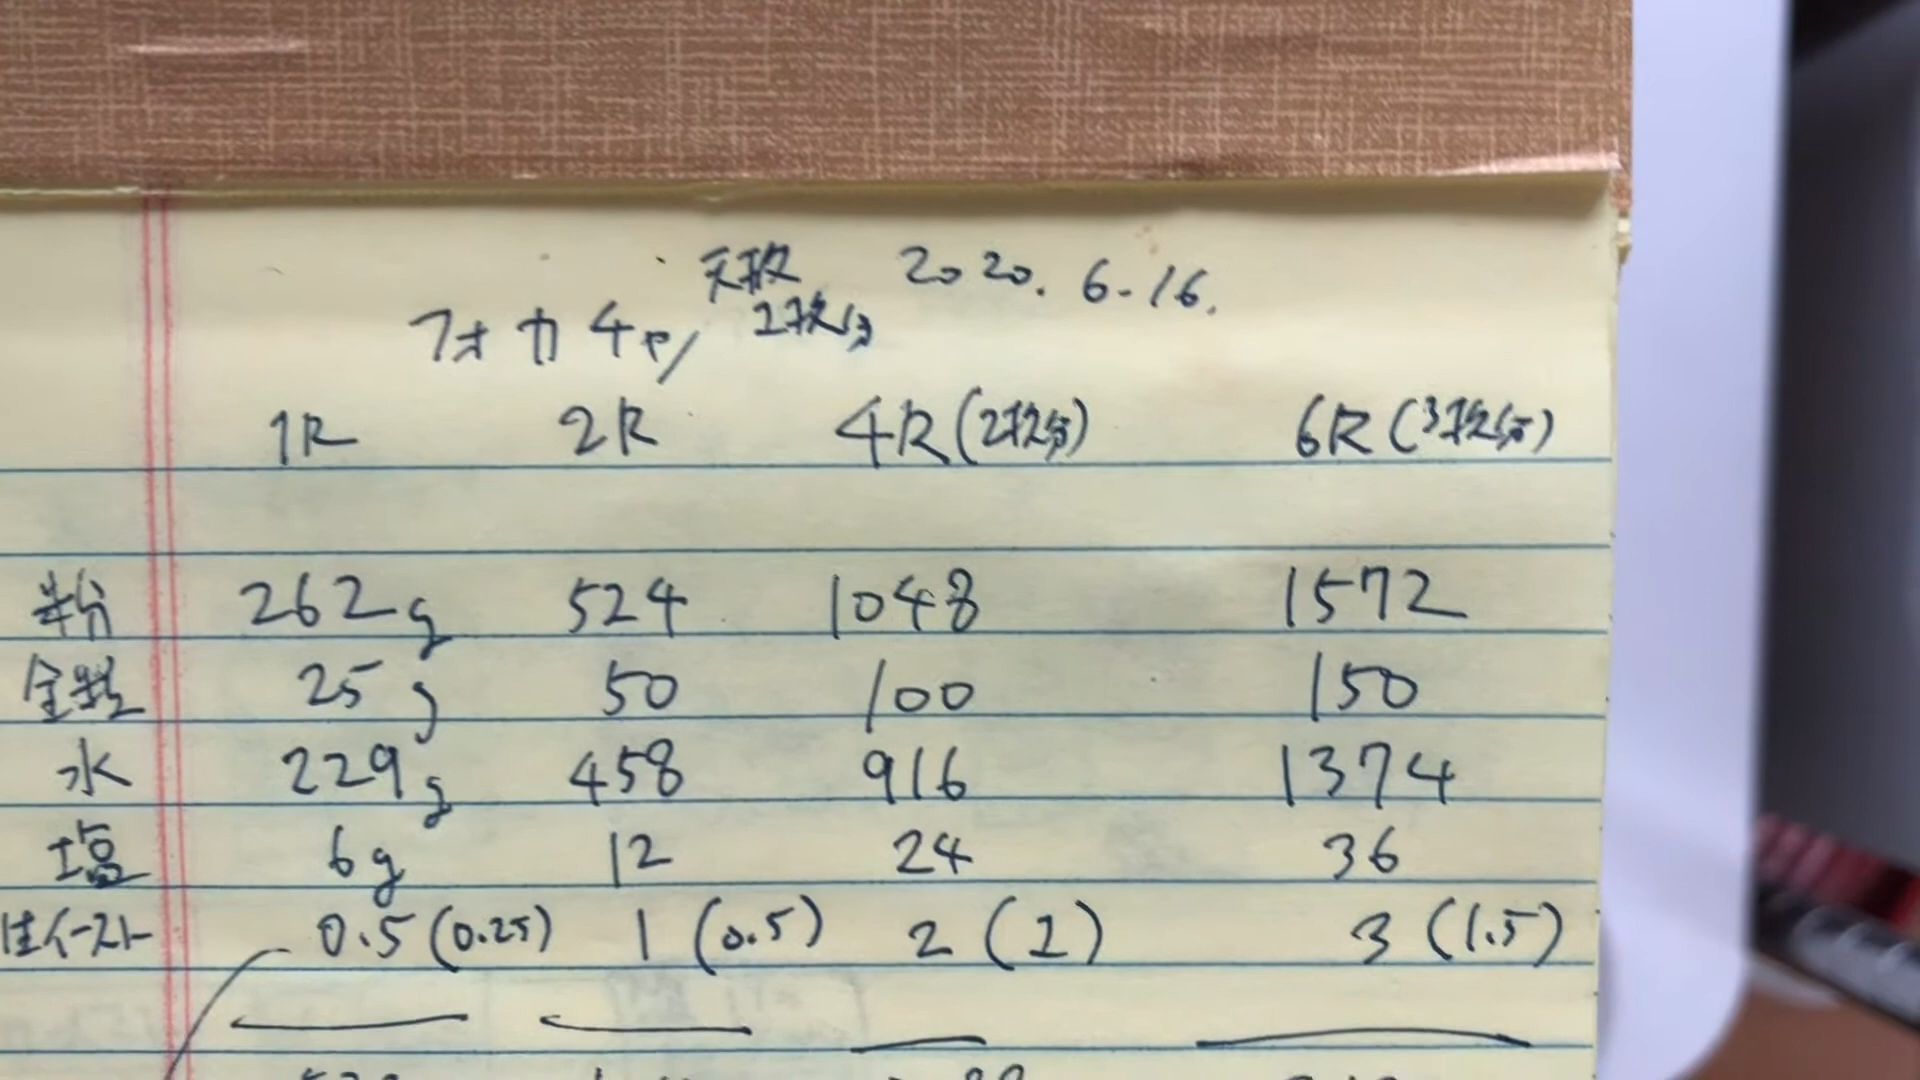 天板 2020.6.16.
フォカ4
2枚分
1R 2R 4R(2枚分) 6R(3枚分)
粉 262g 524 1048 1572
全粒 25g 50 100 150
水 229g 458 916 1374
塩 6g 12 24 36
生イースト 0.5(0.25) 1(0.5) 2(1) 3(1.5)